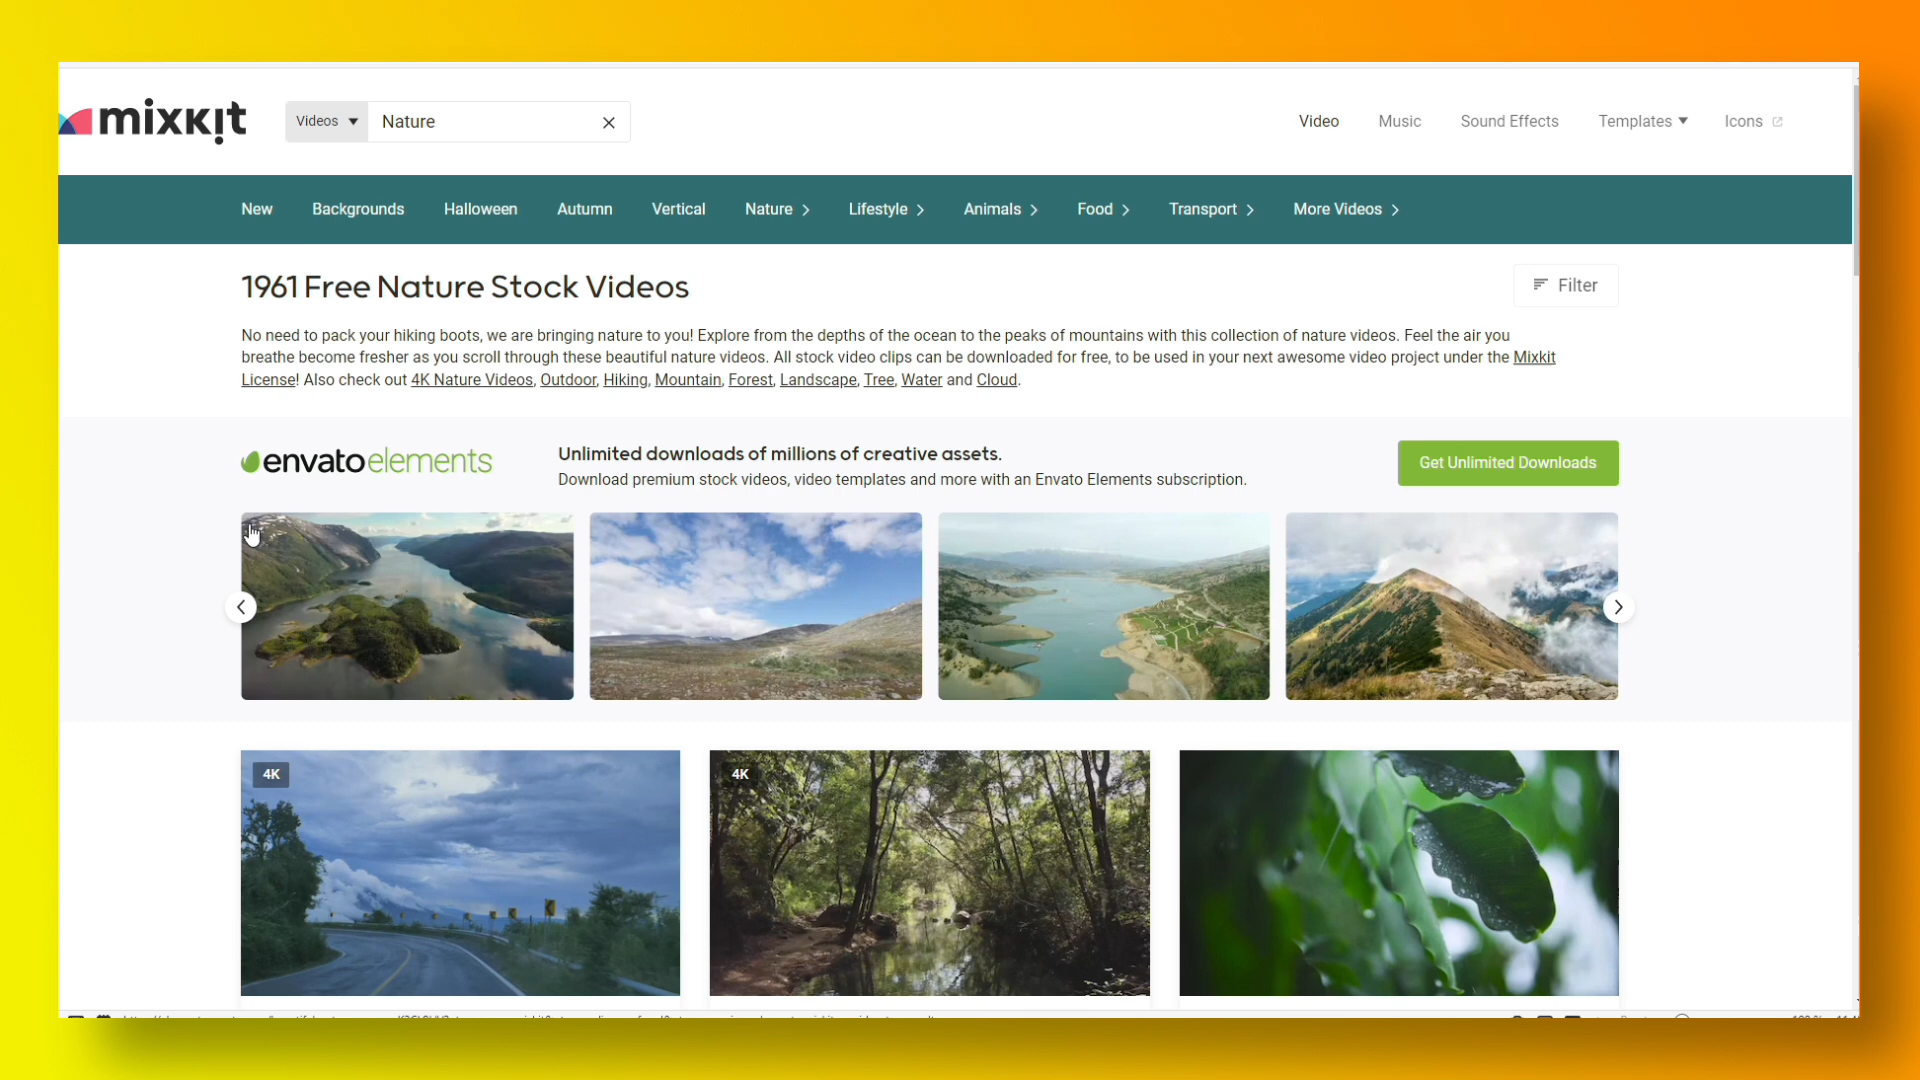 mixkit
Videos
Nature
Video
Music
Sound Effects
Templates
Icons
New
Backgrounds
Halloween
Autumn
Vertical
Nature
Lifestyle
Animals
Food
Transport
More Videos
1961 Free Nature Stock Videos
Filter
No need to pack your hiking boots, we are bringing nature to you! Explore from the depths of the ocean to the peaks of mountains with this collection of nature videos. Feel the air you
breathe become fresher as you scroll through these beautiful nature videos. All stock video clips can be downloaded for free, to be used in your next awesome video project under the Mixkit
License! Also check out 4K Nature Videos, Outdoor, Hiking, Mountain, Forest, Landscape, Tree, Water and Cloud.
envatoelements
Unlimited downloads of millions of creative assets.
Download premium stock videos, video templates and more with an Envato Elements subscription.
Get Unlimited Downloads
4K
4K